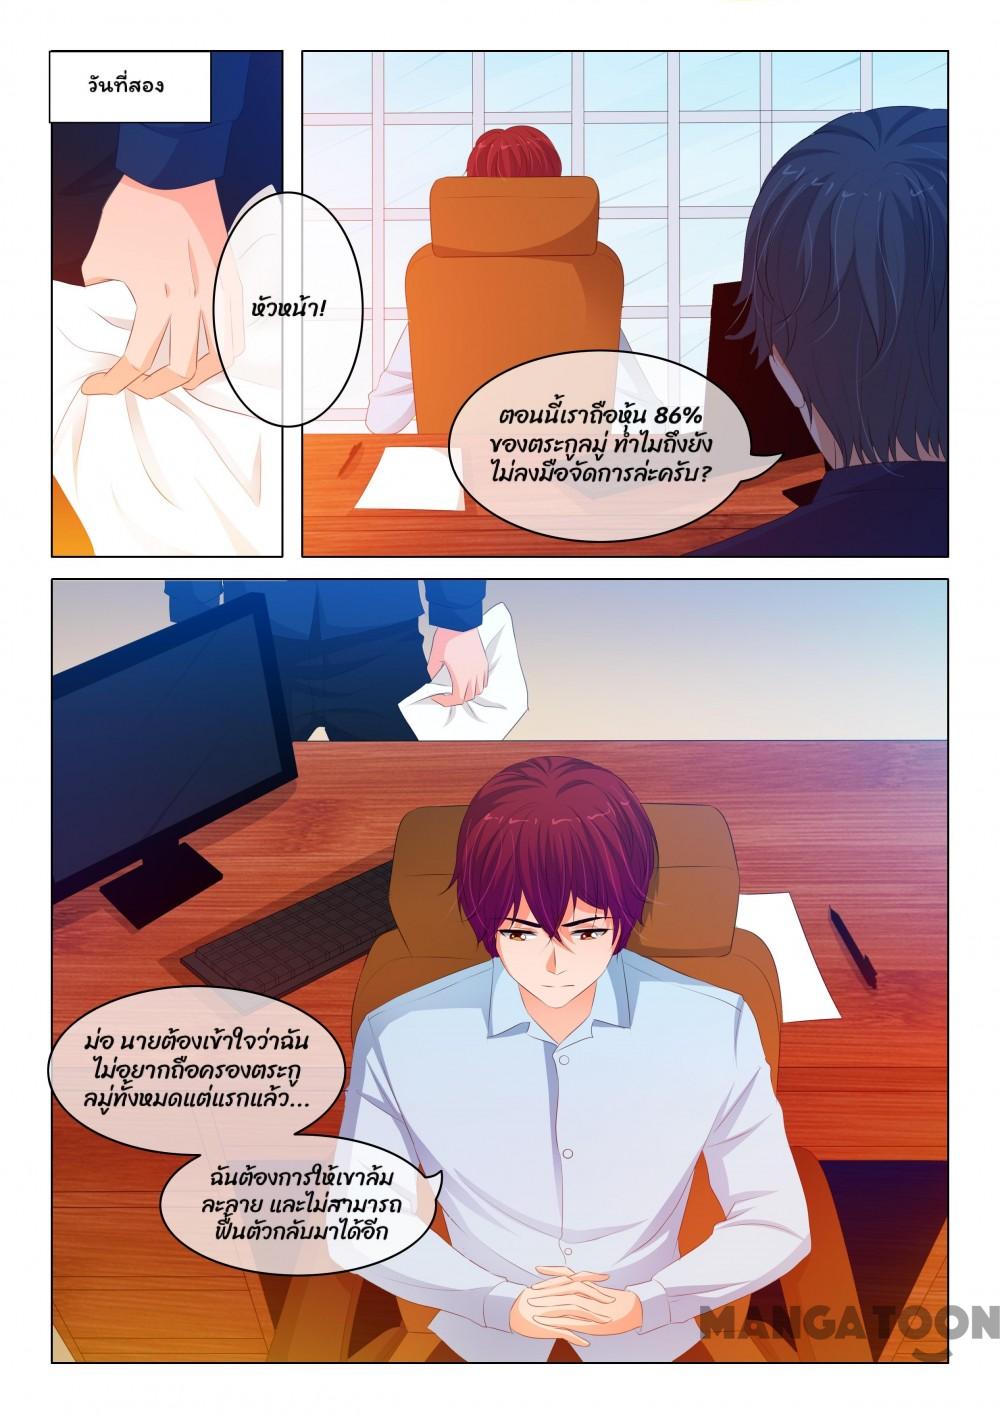 วันที่สอง
หัวหน้า!
ตอนนี้เราถือหุ้น 86%
ของตระกูลมู่ ทำไมถึงยัง
ไม่ลงมือจัดการล่ะครับ?
ม่อ นายต้องเข้าใจว่าฉัน
ไม่อยากถือครองตระกู
ลมู่ทั้งหมดแต่แรกแล้ว...
ฉันต้องการให้เขาล้ม
ละลาย และไม่สามารถ
ฟื้นตัวกลับมาได้อีก
MANGATOON